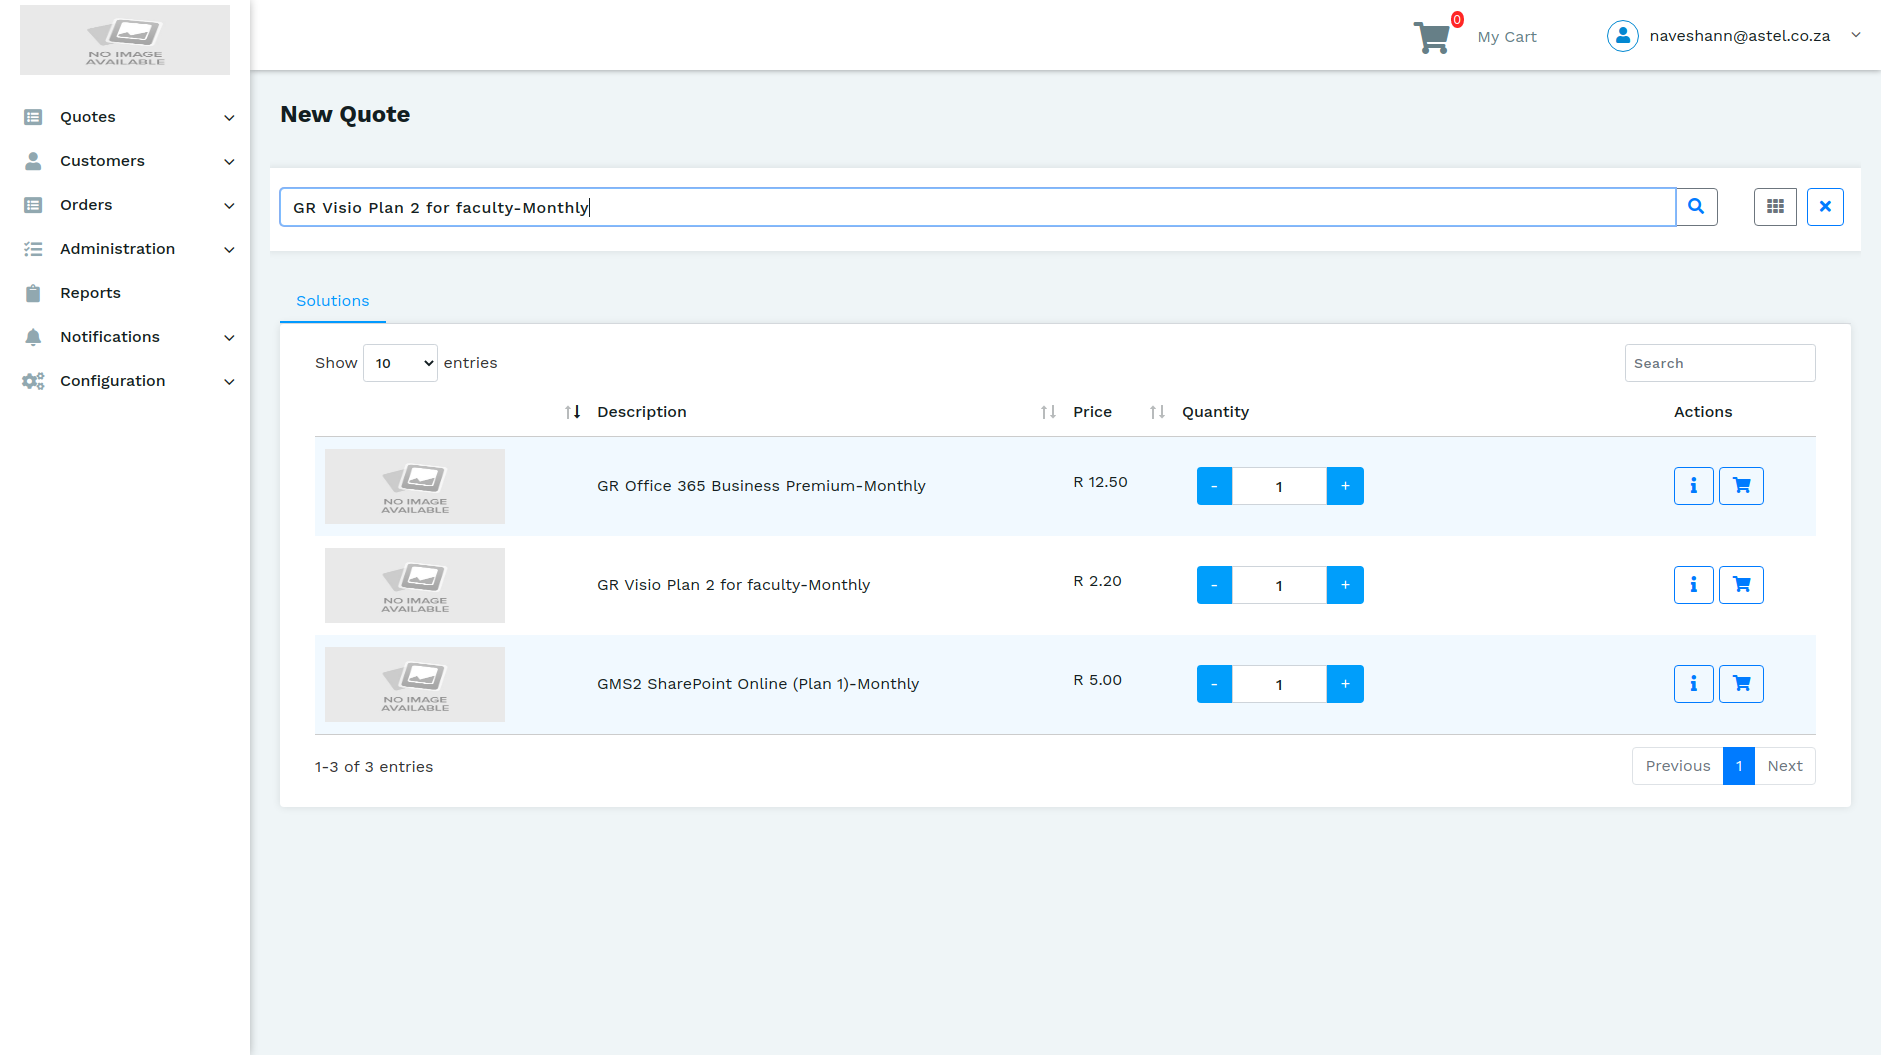 NO IMAGE
AVAILABLE
0
My Cart
naveshann@astel.co.za
Quotes
Customers
Orders
Administration
Reports
Notifications
Configuration
New Quote
GR Visio Plan 2 for faculty-Monthly
Solutions
Show 10 entries
Search
Description Price Quantity Actions
NO IMAGE
AVAILABLE
GR Office 365 Business Premium-Monthly R 12.50 - 1 +
NO IMAGE
AVAILABLE
GR Visio Plan 2 for faculty-Monthly R 2.20 - 1 +
NO IMAGE
AVAILABLE
GMS2 SharePoint Online (Plan 1)-Monthly R 5.00 - 1 +
1-3 of 3 entries
Previous 1 Next